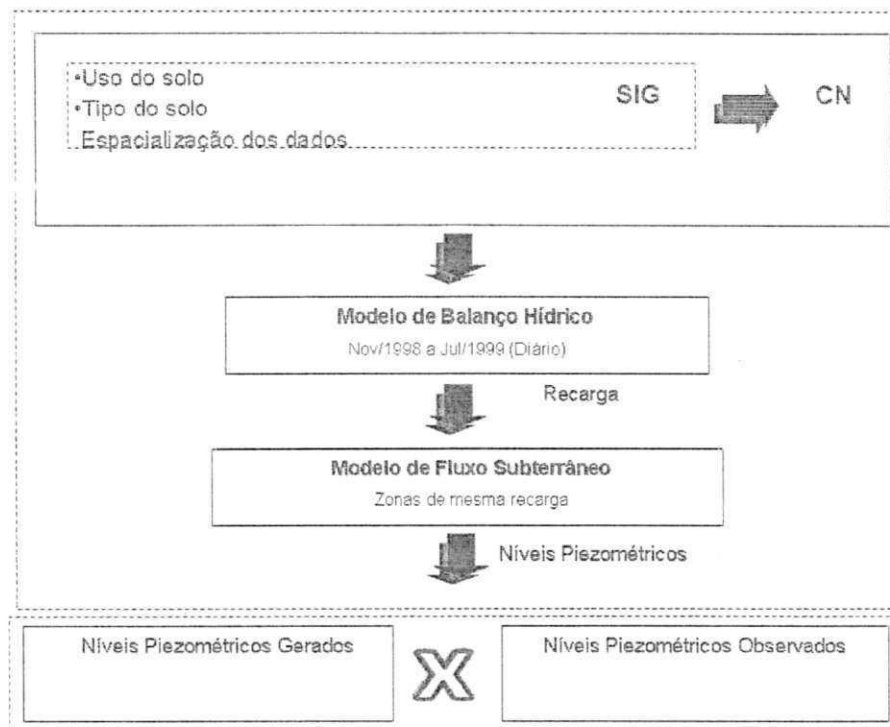 •Uso do solo
•Tipo do solo
Espacialização dos dados
SIG
CN
Modelo de Balanço Hídrico
Nov/1998 a Jul/1999 (Diário)
Recarga
Modelo de Fluxo Subterrâneo
Zonas de mesma recarga
Níveis Piezométricos
Níveis Piezométricos Gerados
X
Níveis Piezométricos Observados